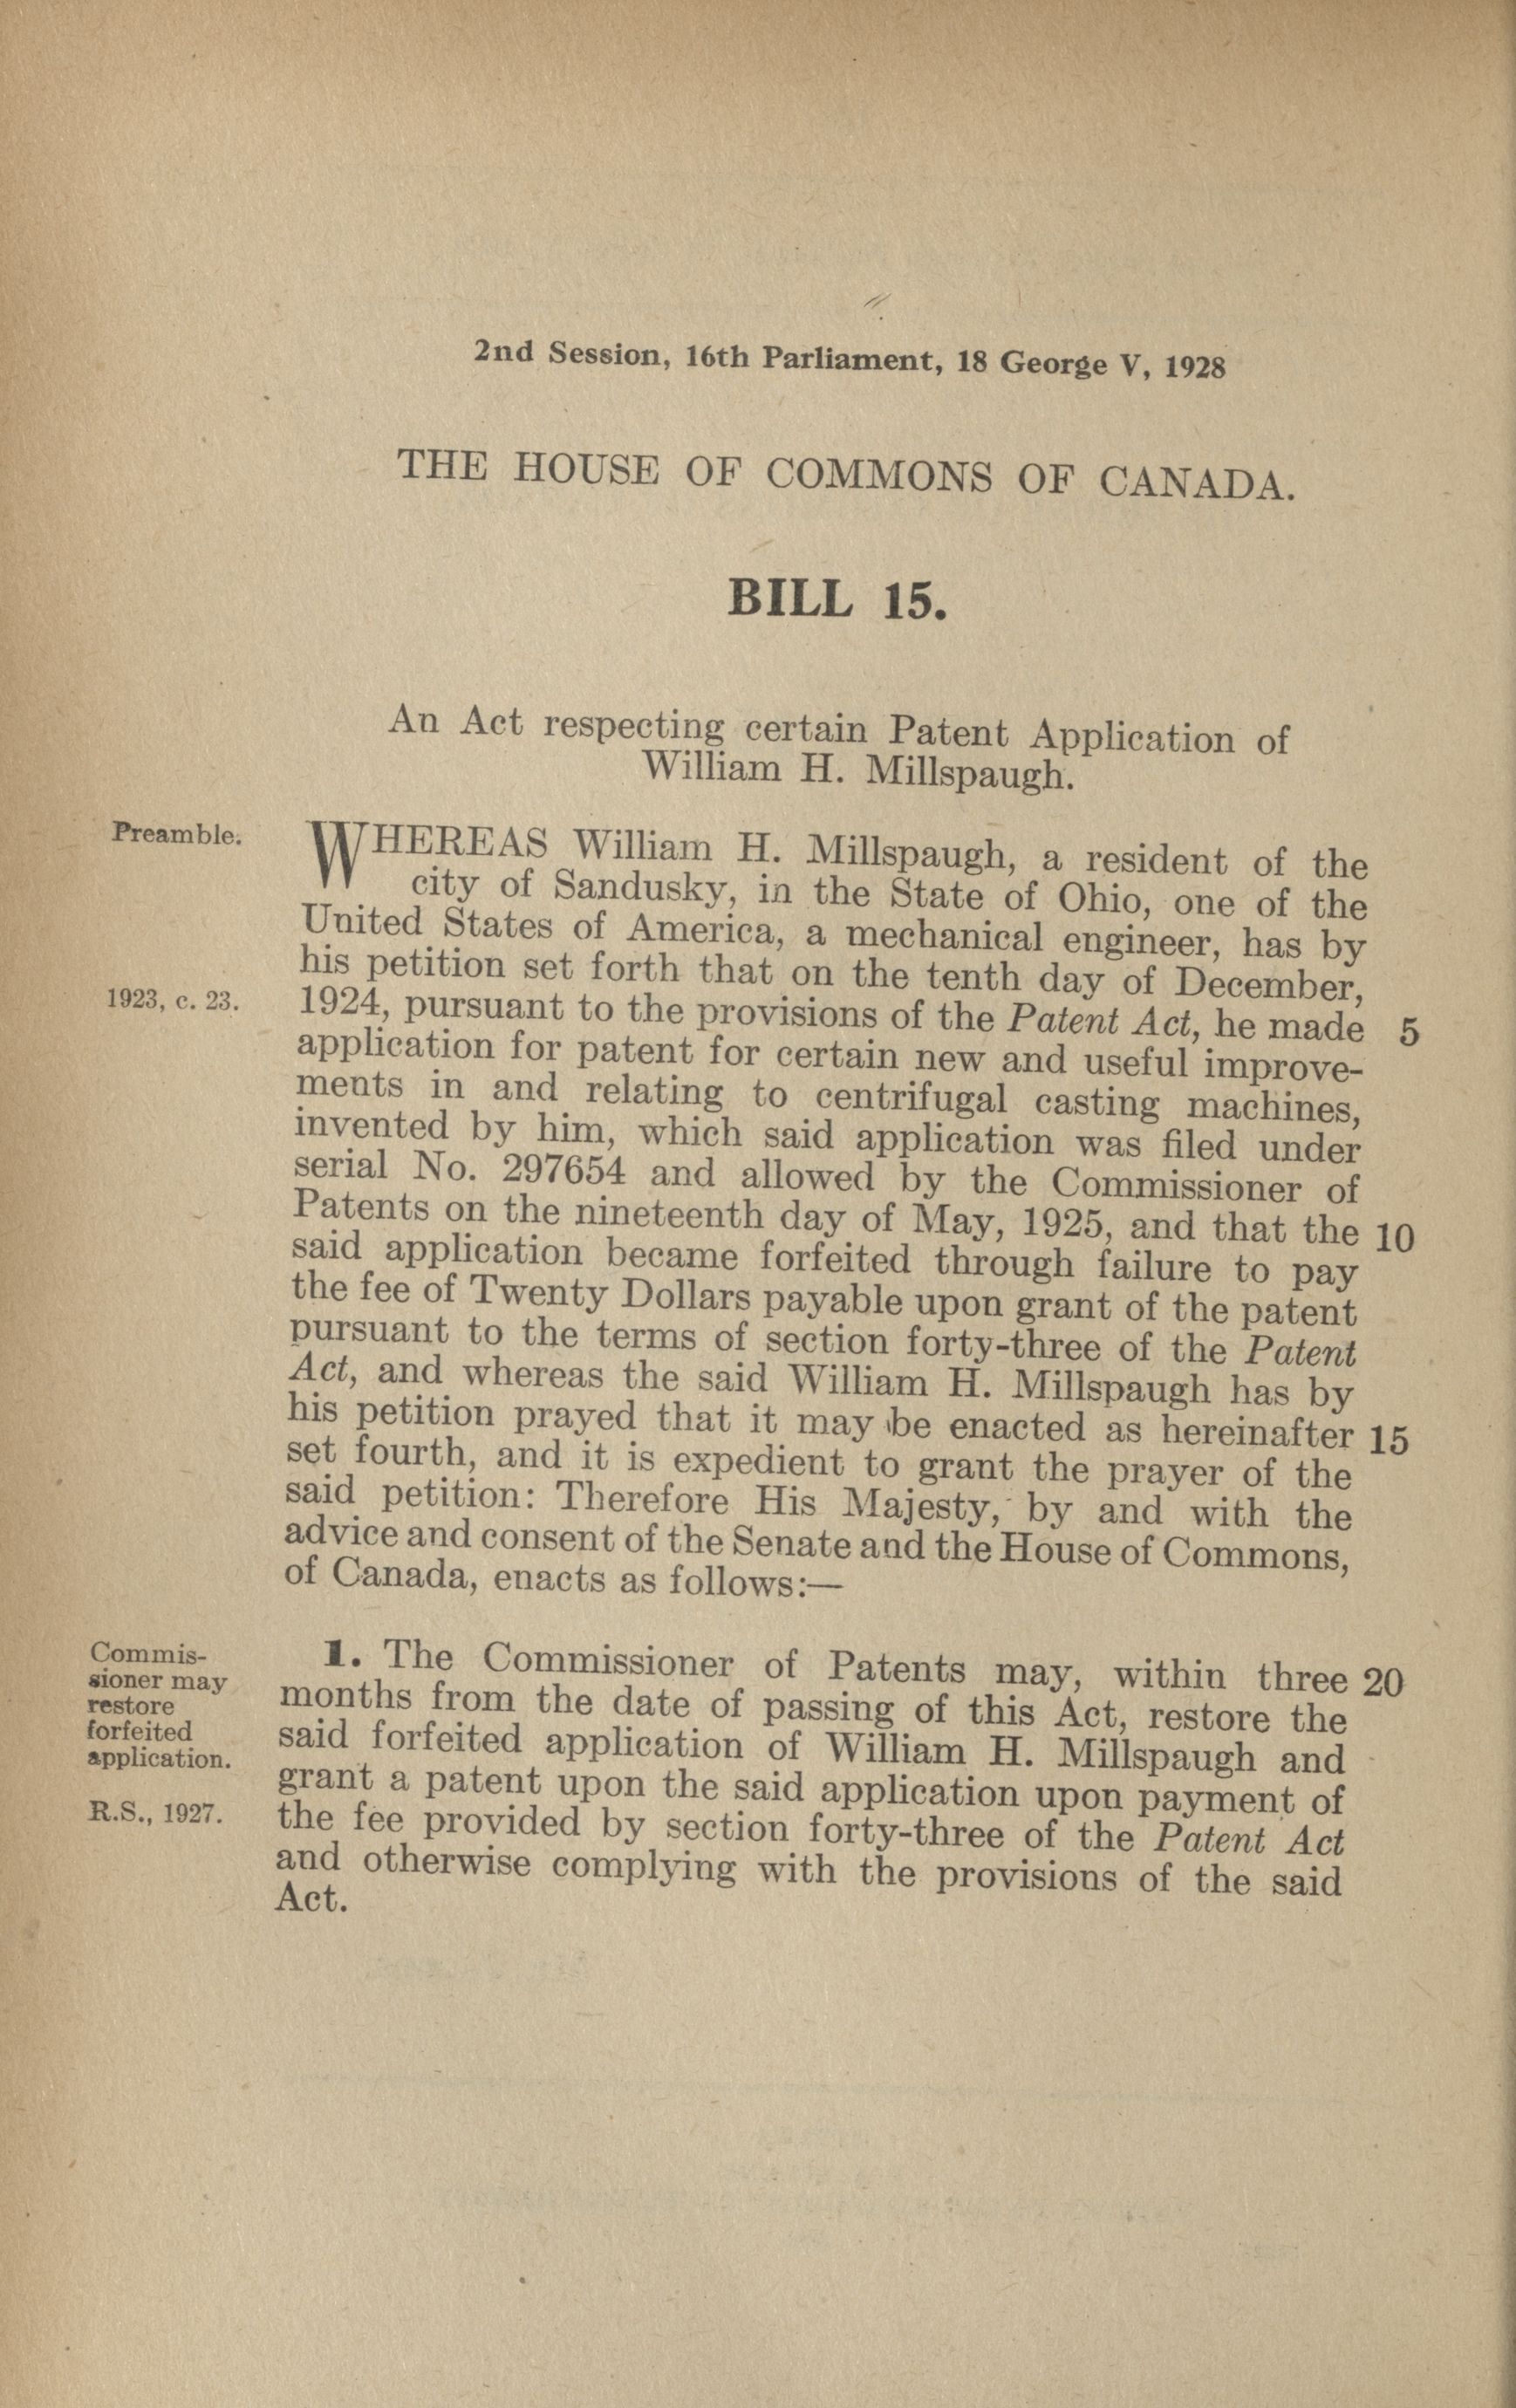 2nd Session, 16th Parliament, 18 George V, 1928
THE HOUSE OF COMMONS OF CANADA.
BILL 15.
An Act respecting certain Patent Application of
William H. Millspaugh.
Preamble.
WHEREAS William H. Millspaugh, a resident of the
city of Sandusky, in the State of Ohio, one of the
United States of America, a mechanical engineer, has by
his petition set forth that on the tenth day of December,
1923, c. 23.
1924, pursuant to the provisions of the Patent Act, he made 5
application for patent for certain new and useful improve-
ments in and relating to centrifugal casting machines,
invented by him, which said application was filed under
serial No. 297654 and allowed by the Commissioner of
Patents on the nineteenth day of May, 1925, and that the 10
said application became forfeited through failure to pay
the fee of Twenty Dollars payable upon grant of the patent
pursuant to the terms of section forty-three of the Patent
Act, and whereas the said William H. Millspaugh has by
his petition prayed that it may be enacted as hereinafter 15
set fourth, and it is expedient to grant the prayer of the
said petition: Therefore His Majesty, by and with the
advice and consent of the Senate and the House of Commons,
of Canada, enacts as follows:—
Commis-
sioner may
restore
forfeited
application.
R.S., 1927.
1. The Commissioner of Patents may, within three 20
months from the date of passing of this Act, restore the
said forfeited application of William H. Millspaugh and
grant a patent upon the said application upon payment of
the fee provided by section forty-three of the Patent Act
and otherwise complying with the provisions of the said
Act.